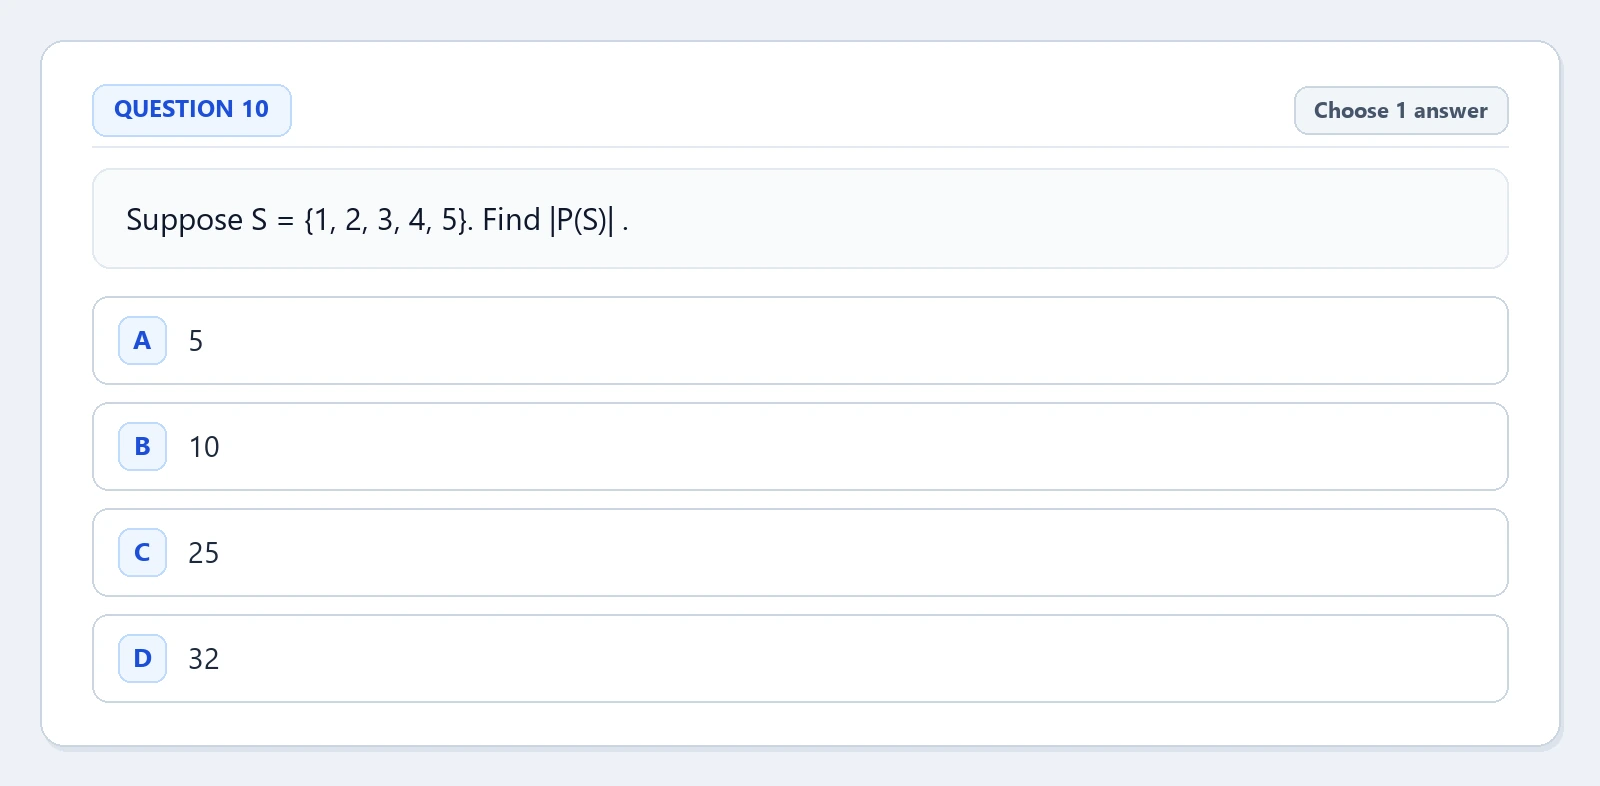 QUESTION 10
Choose 1 answer
Suppose S = {1, 2, 3, 4, 5}. Find |P(S)| .
A 5
B 10
C 25
D 32